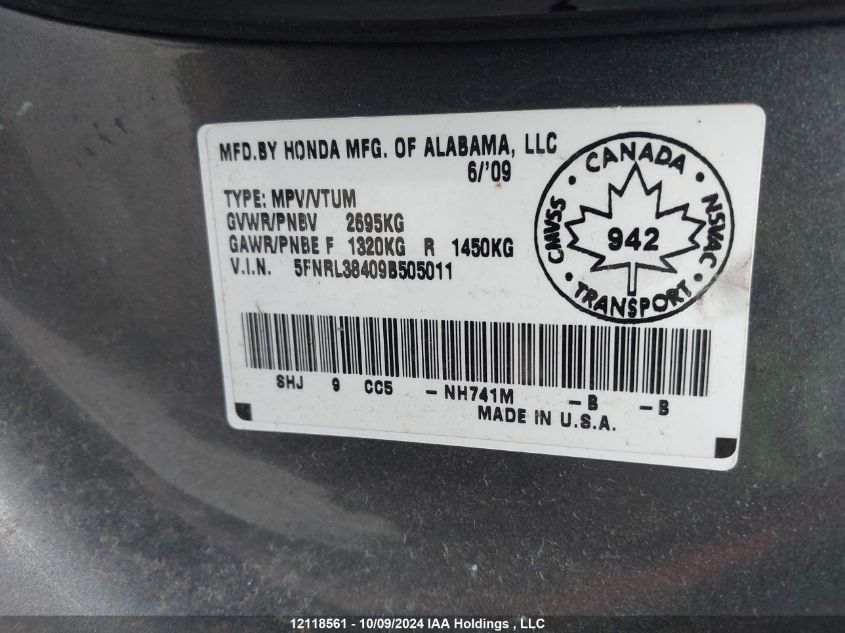 MFD.BY HONDA MFG. OF ALABAMA, LLC
6/'09
TYPE: MPV/VTUM
GVWR/PNBV 2695KG
GAWR/PNBE F 1320KG R 1450KG
V.I.N. 5FNRL38409B505011
CANADA
CMVSS
942
NSVAC
TRANSPORT
SHJ 9 CC5 - NH741M - B - B
MADE IN U.S.A.
12118561 - 10/09/2024 IAA Holdings , LLC